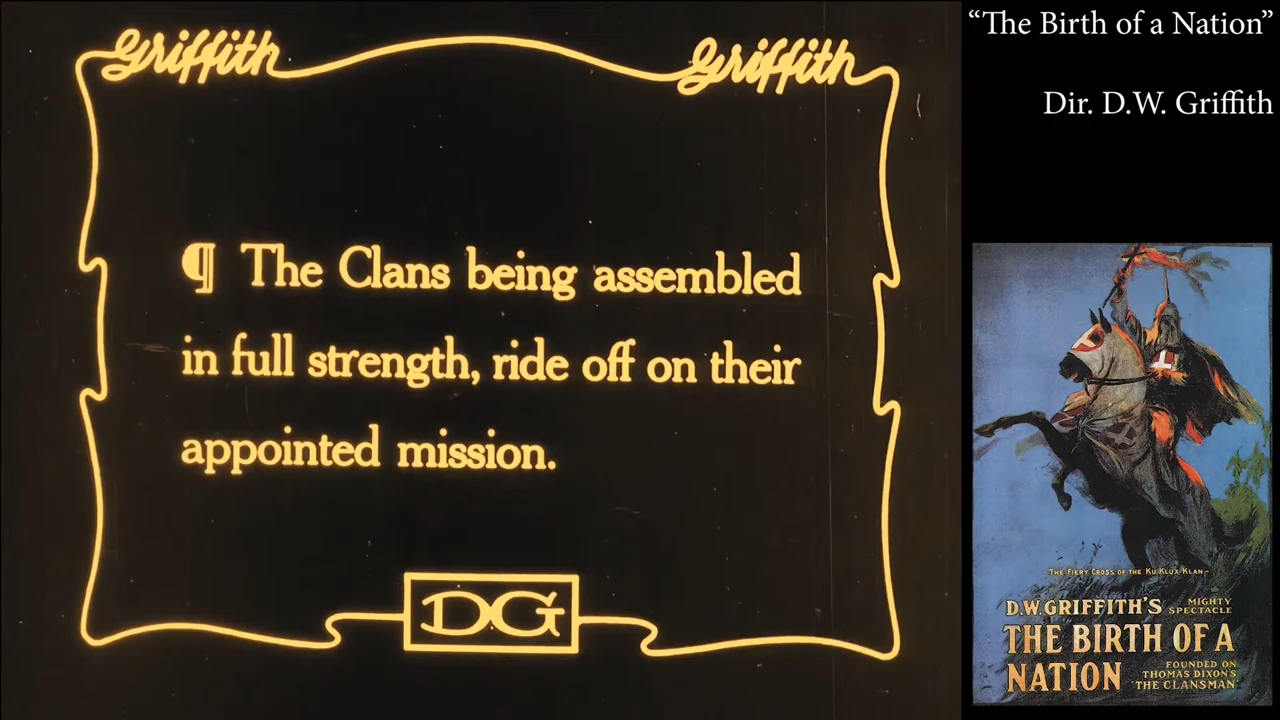 Griffith Griffith
¶ The Clans being assembled
in full strength, ride off on their
appointed mission.
DG
“The Birth of a Nation”
Dir. D.W. Griffith
-The Fiery Cross of the Ku Klux Klan-
D.W. GRIFFITH'S MIGHTY SPECTACLE
THE BIRTH OF A
NATION
FOUNDED ON
THOMAS DIXON'S
'THE CLANSMAN'